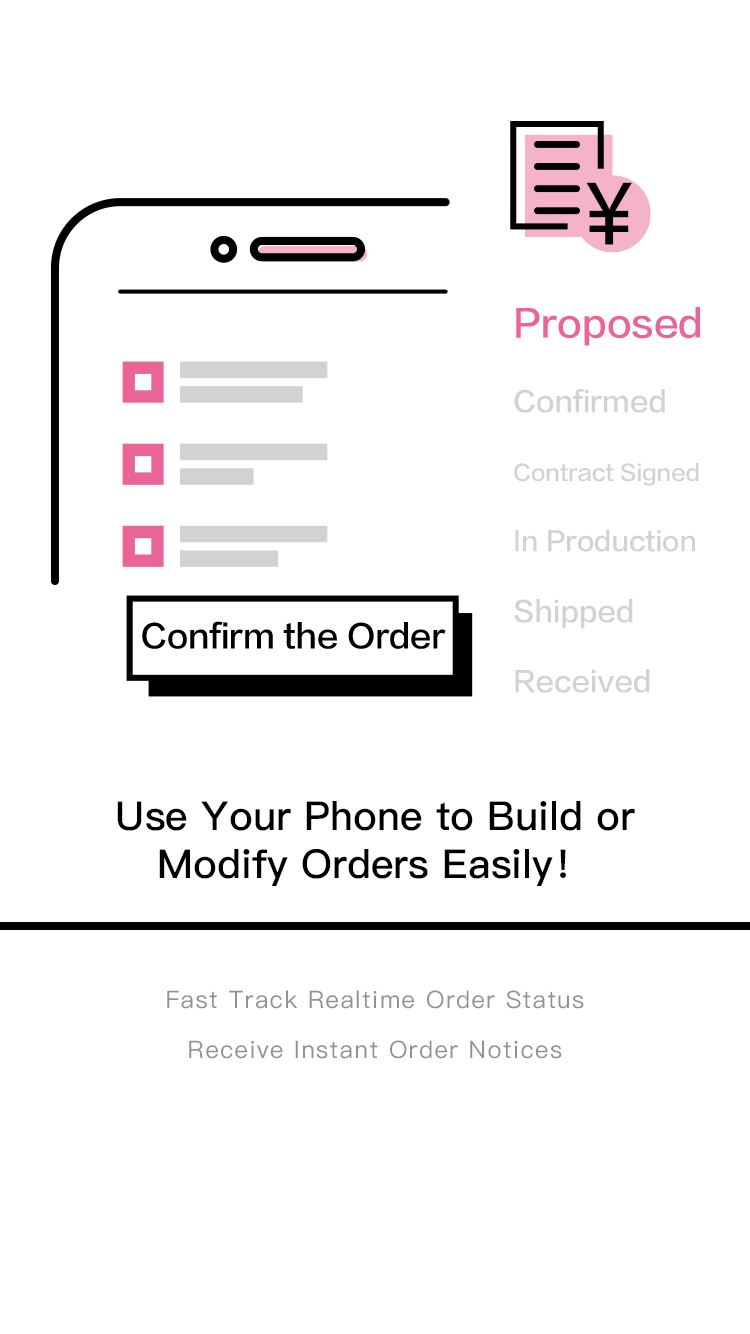 ¥
Proposed
Confirmed
Contract Signed
In Production
Shipped
Received
Confirm the Order
Use Your Phone to Build or
Modify Orders Easily!
Fast Track Realtime Order Status
Receive Instant Order Notices